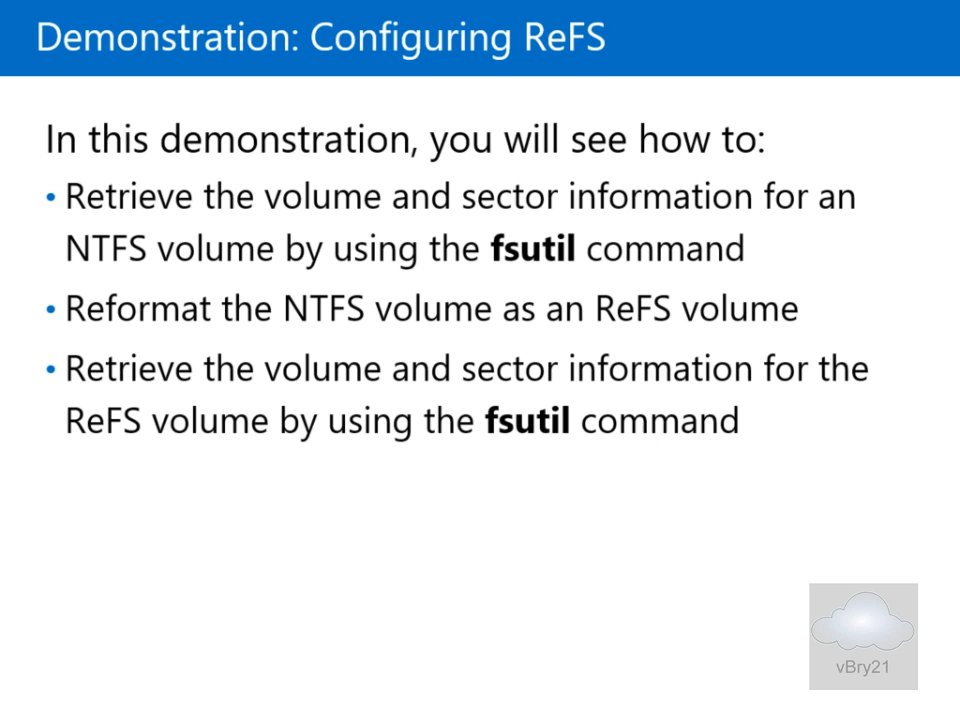 Demonstration: Configuring ReFS
In this demonstration, you will see how to:
• Retrieve the volume and sector information for an
NTFS volume by using the fsutil command
• Reformat the NTFS volume as an ReFS volume
• Retrieve the volume and sector information for the
ReFS volume by using the fsutil command
vBry21